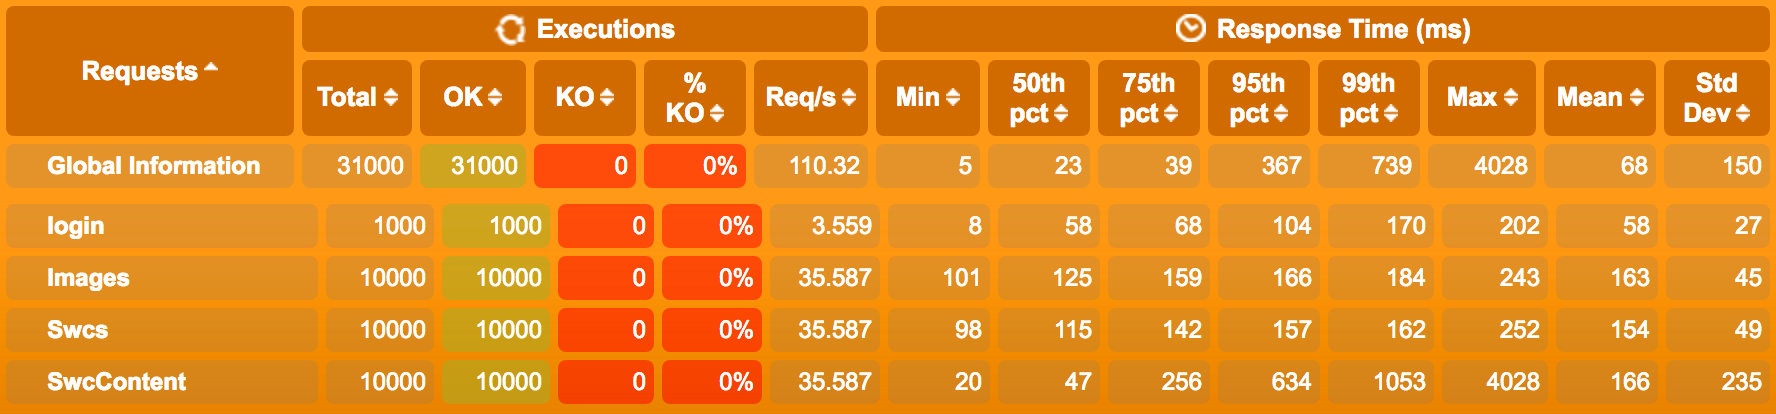 Requests Executions Response Time (ms)
Total OK KO % KO Req/s Min 50th pct 75th pct 95th pct 99th pct Max Mean Std Dev
Global Information 31000 31000 0 0% 110.32 5 23 39 367 739 4028 68 150
login 1000 1000 0 0% 3.559 8 58 68 104 170 202 58 27
Images 10000 10000 0 0% 35.587 101 125 159 166 184 243 163 45
Swcs 10000 10000 0 0% 35.587 98 115 142 157 162 252 154 49
SwcContent 10000 10000 0 0% 35.587 20 47 256 634 1053 4028 166 235